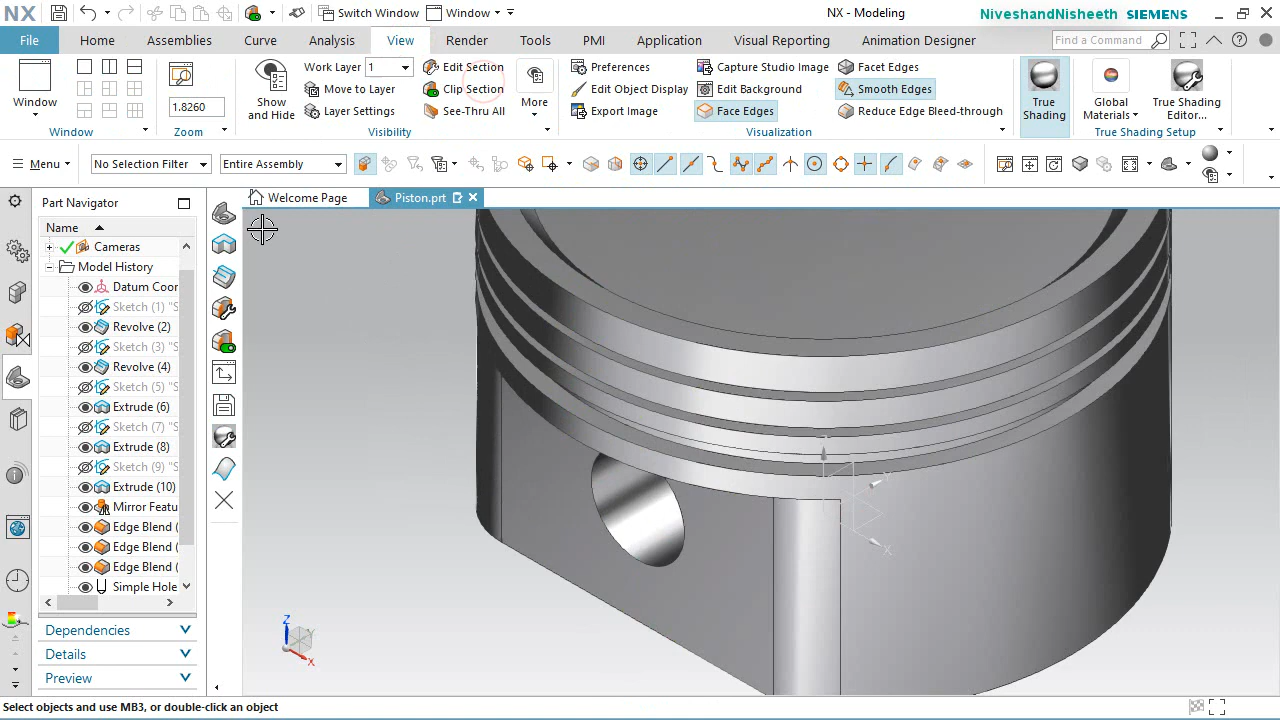 NX
Switch Window
Window
NX - Modeling
NiveshandNisheeth SIEMENS
File
Home
Assemblies
Curve
Analysis
View
Render
Tools
PMI
Application
Visual Reporting
Animation Designer
Find a Command
Window
Window
1.8260
Zoom
Show and Hide
Work Layer 1
Move to Layer
Layer Settings
Edit Section
Clip Section
See-Thru All
More
Visibility
Preferences
Edit Object Display
Export Image
Capture Studio Image
Edit Background
Face Edges
Facet Edges
Smooth Edges
Reduce Edge Bleed-through
Visualization
True Shading
Global Materials
True Shading Editor...
True Shading Setup
Menu
No Selection Filter
Entire Assembly
Part Navigator
Welcome Page
Piston.prt
Name
Cameras
Model History
Datum Coor
Sketch (1) "S
Revolve (2)
Sketch (3) "S
Revolve (4)
Sketch (5) "S
Extrude (6)
Sketch (7) "S
Extrude (8)
Sketch (9) "S
Extrude (10)
Mirror Featu
Edge Blend (
Edge Blend (
Edge Blend (
Simple Hole
Dependencies
Details
Preview
X
Z
Y
X
Select objects and use MB3, or double-click an object